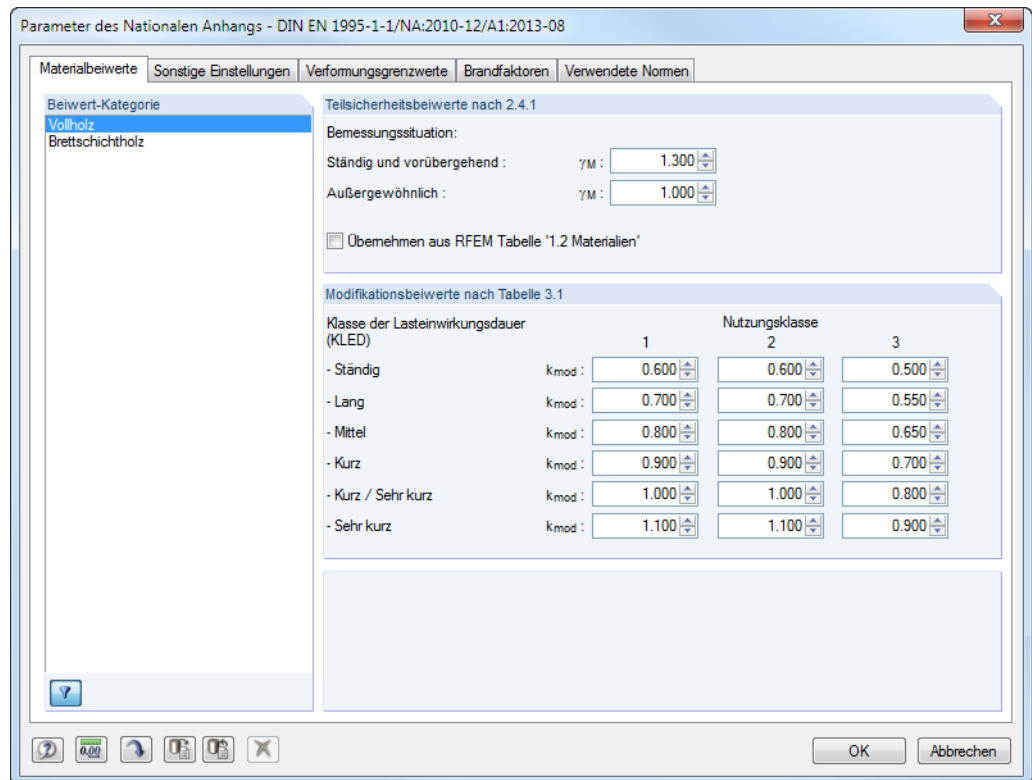 Parameter des Nationalen Anhangs - DIN EN 1995-1-1/NA:2010-12/A1:2013-08
Materialbeiwerte Sonstige Einstellungen Verformungsgrenzwerte Brandfaktoren Verwendete Normen
Beiwert-Kategorie
Vollholz
Brettschichtholz
Teilsicherheitsbeiwerte nach 2.4.1
Bemessungssituation:
Ständig und vorübergehend : γM : 1.300
Außergewöhnlich : γM : 1.000
Übernehmen aus RFEM Tabelle '1.2 Materialien'
Modifikationsbeiwerte nach Tabelle 3.1
Klasse der Lasteinwirkungsdauer Nutzungsklasse
(KLED) 1 2 3
- Ständig kmod : 0.600 0.600 0.500
- Lang kmod : 0.700 0.700 0.550
- Mittel kmod : 0.800 0.800 0.650
- Kurz kmod : 0.900 0.900 0.700
- Kurz / Sehr kurz kmod : 1.000 1.000 0.800
- Sehr kurz kmod : 1.100 1.100 0.900
0.00 OK Abbrechen